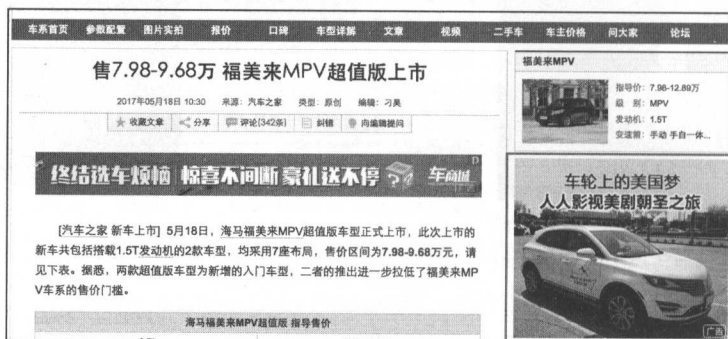 车系首页 参数配置 图片实拍 报价 口碑 车型详解 文章 视频 二手车 车主价格 问大家 论坛
售7.98-9.68万 福美来MPV超值版上市
2017年05月18日 10:30 来源：汽车之家 类型：原创 编辑：刁昊
收藏文章 分享 评论(342条) 纠错 向编辑提问
终结选车烦恼 惊喜不间断 豪礼送不停 车商城
[汽车之家 新车上市] 5月18日，海马福美来MPV超值版车型正式上市，此次上市的
新车共包括搭载1.5T发动机的2款车型，均采用7座布局，售价区间为7.98-9.68万元，请
见下表。据悉，两款超值版车型为新增的入门车型，二者的推出进一步拉低了福美来MP
V车系的售价门槛。
海马福美来MPV超值版 指导售价
福美来MPV
指导价：7.98-12.89万
级 别：MPV
发动机：1.5T
变速箱：手动 手自一体...
车轮上的美国梦
人人影视美剧朝圣之旅
广告